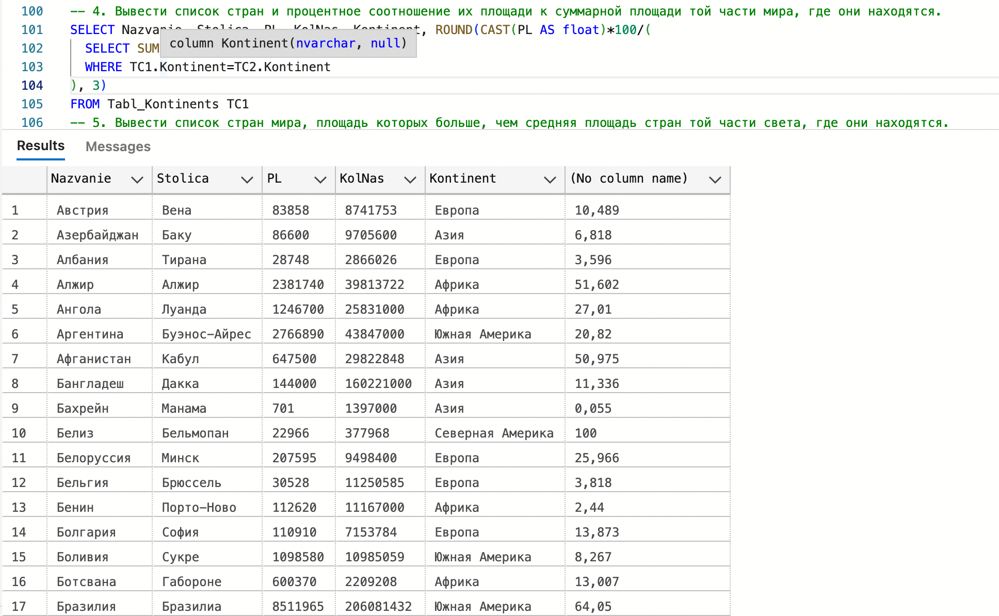 100 -- 4. Вывести список стран и процентное соотношение их площади к суммарной площади той части мира, где они находятся.
101 SELECT Nazvanie, Stolica, PL, KolNas, Kontinent, ROUND(CAST(PL AS float)*100/(
column Kontinent(nvarchar, null)
102 SELECT SUM
103 WHERE TC1.Kontinent=TC2.Kontinent
104 ), 3)
105 FROM Tabl_Kontinents TC1
106 -- 5. Вывести список стран мира, площадь которых больше, чем средняя площадь стран той части света, где они находятся.
Results Messages
Nazvanie Stolica PL KolNas Kontinent (No column name)
1 Австрия Вена 83858 8741753 Европа 10,489
2 Азербайджан Баку 86600 9705600 Азия 6,818
3 Албания Тирана 28748 2866026 Европа 3,596
4 Алжир Алжир 2381740 39813722 Африка 51,602
5 Ангола Луанда 1246700 25831000 Африка 27,01
6 Аргентина Буэнос-Айрес 2766890 43847000 Южная Америка 20,82
7 Афганистан Кабул 647500 29822848 Азия 50,975
8 Бангладеш Дакка 144000 160221000 Азия 11,336
9 Бахрейн Манама 701 1397000 Азия 0,055
10 Белиз Бельмопан 22966 377968 Северная Америка 100
11 Белоруссия Минск 207595 9498400 Европа 25,966
12 Бельгия Брюссель 30528 11250585 Европа 3,818
13 Бенин Порто-Ново 112620 11167000 Африка 2,44
14 Болгария София 110910 7153784 Европа 13,873
15 Боливия Сукре 1098580 10985059 Южная Америка 8,267
16 Ботсвана Габороне 600370 2209208 Африка 13,007
17 Бразилия Бразилиа 8511965 206081432 Южная Америка 64,05